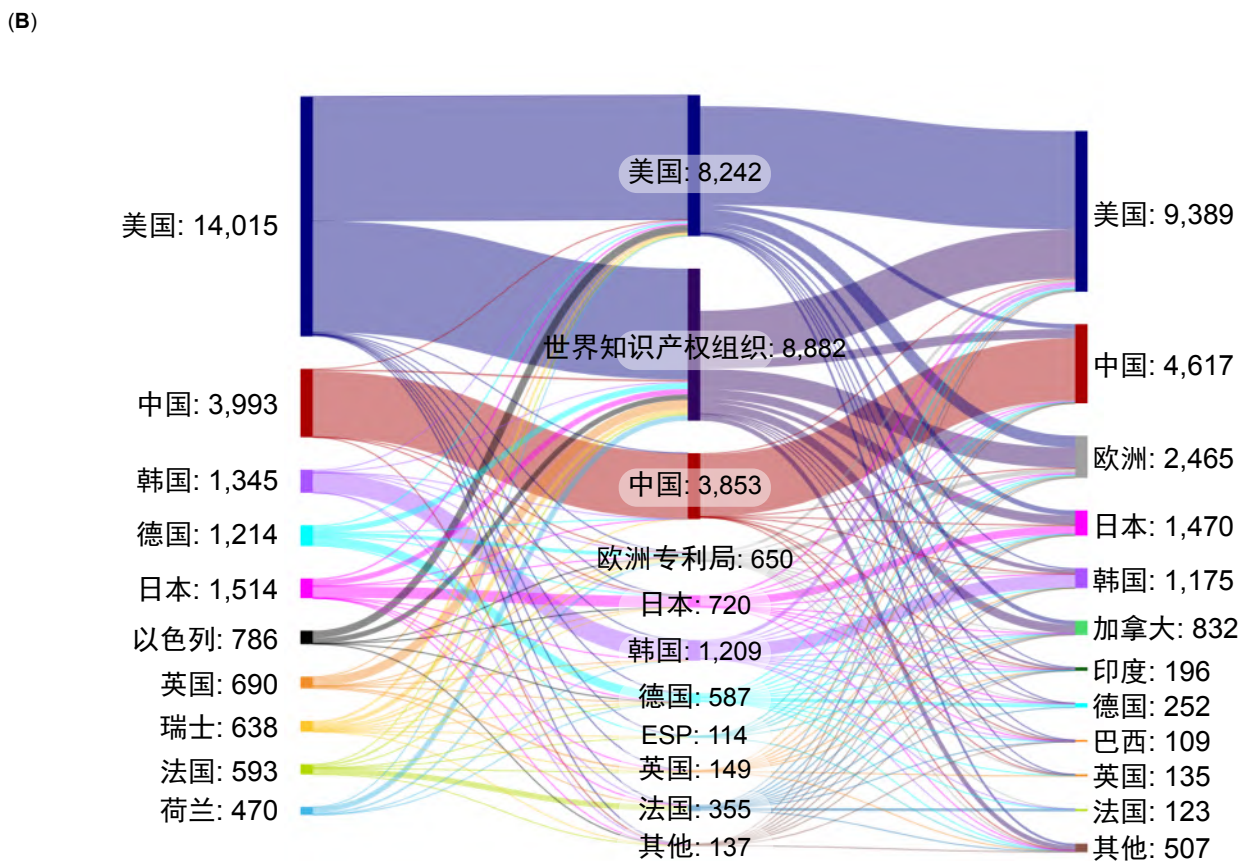 (B)
美国: 14,015
中国: 3,993
韩国: 1,345
德国: 1,214
日本: 1,514
以色列: 786
英国: 690
瑞士: 638
法国: 593
荷兰: 470
美国: 8,242
世界知识产权组织: 8,882
中国: 3,853
欧洲专利局: 650
日本: 720
韩国: 1,209
德国: 587
ESP: 114
英国: 149
法国: 355
其他: 137
美国: 9,389
中国: 4,617
欧洲: 2,465
日本: 1,470
韩国: 1,175
加拿大: 832
印度: 196
德国: 252
巴西: 109
英国: 135
法国: 123
其他: 507